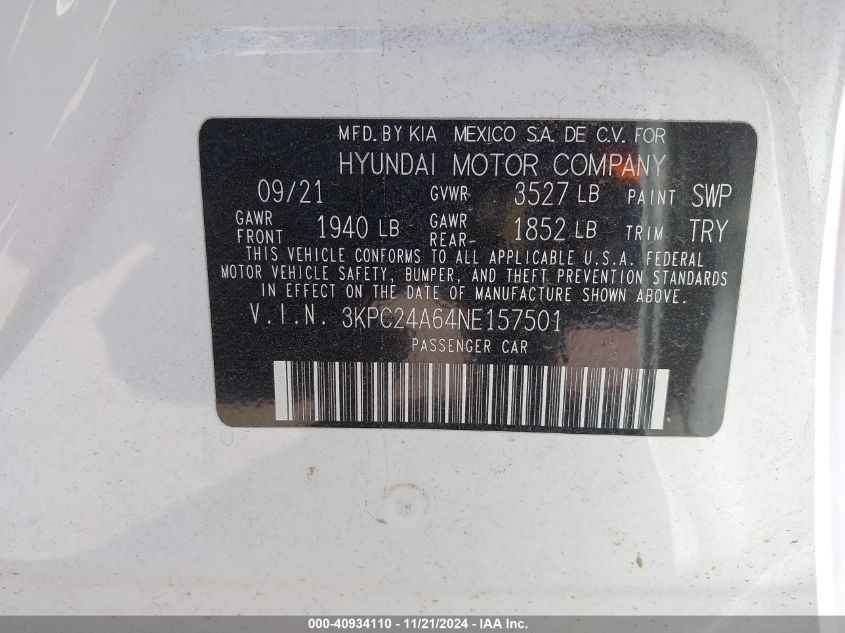 MFD. BY KIA MEXICO S.A. DE C.V. FOR
HYUNDAI MOTOR COMPANY
09/21 GVWR 3527 LB PAINT SWP
GAWR FRONT 1940 LB GAWR REAR- 1852 LB TRIM TRY
THIS VEHICLE CONFORMS TO ALL APPLICABLE U.S.A. FEDERAL
MOTOR VEHICLE SAFETY, BUMPER, AND THEFT PREVENTION STANDARDS
IN EFFECT ON THE DATE OF MANUFACTURE SHOWN ABOVE.
V.I.N. 3KPC24A64NE157501
PASSENGER CAR
000-40934110 - 11/21/2024 - IAA Inc.